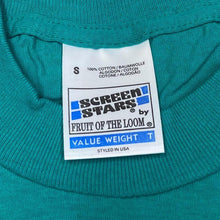 S 100% COTTON / BAUMWOLLE
ALGODON / COTON
COTONE / ALGODÃO
SCREEN
STARS®
by
FRUIT OF THE LOOM®
VALUE WEIGHT T
STYLED IN USA